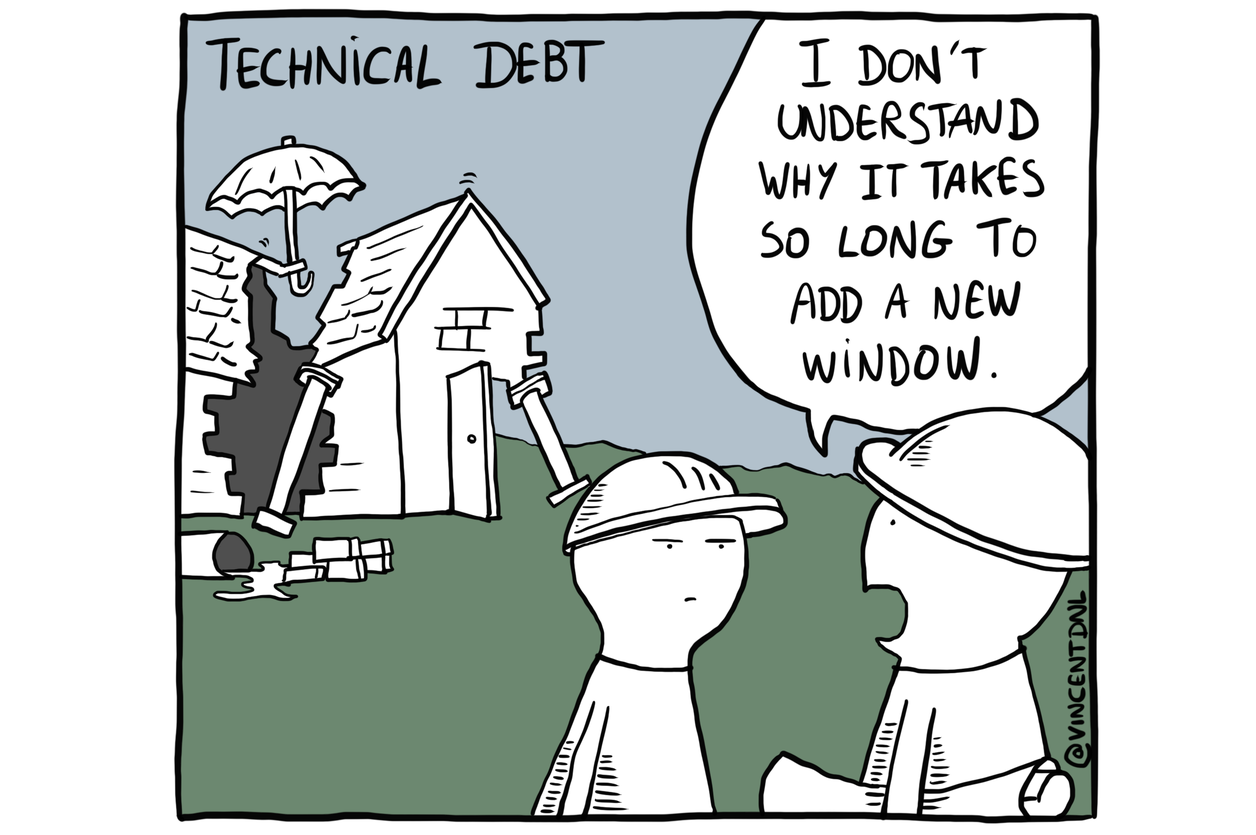 TECHNiCAL DEBT
I DON'T
UNDERSTAND
WHY IT TAKES
SO LONG TO
ADD A NEW
WiNDOW.
@VINCENTDNL